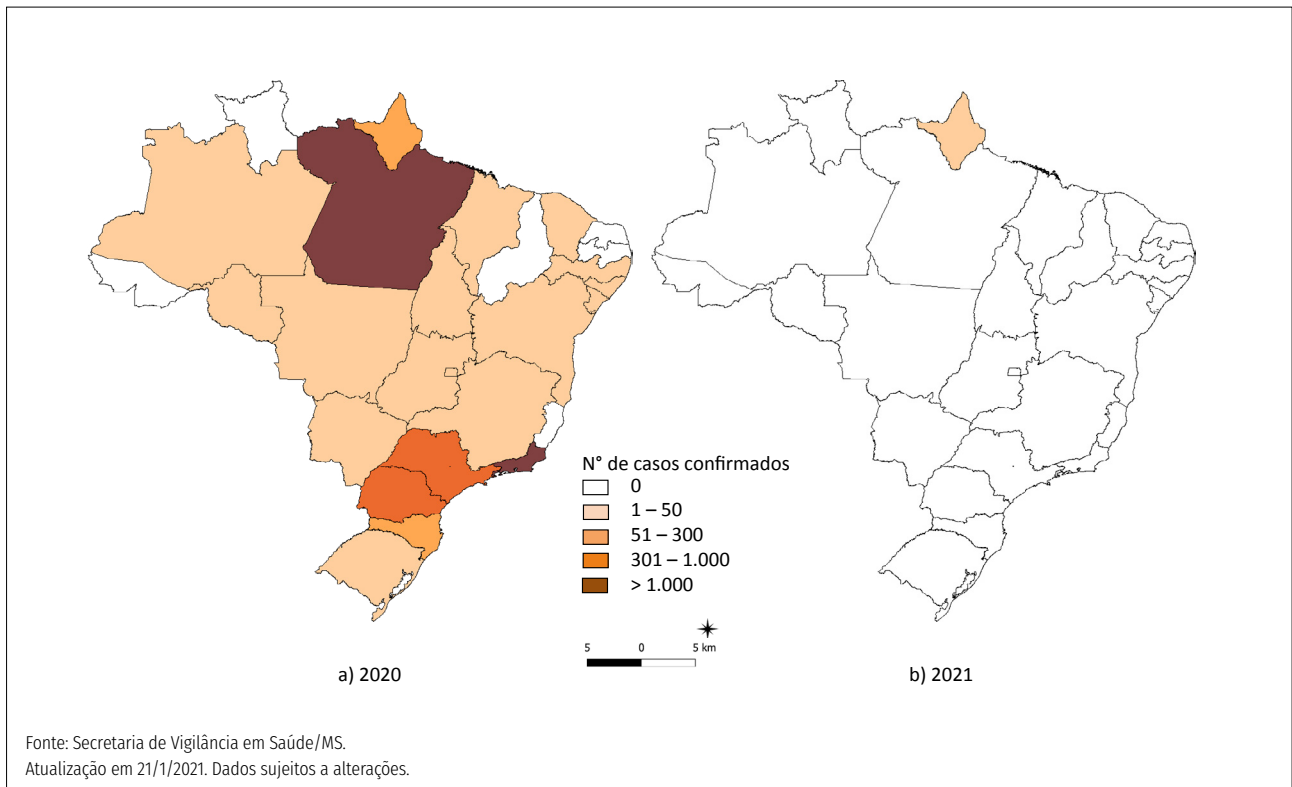 N° de casos confirmados
0
1 – 50
51 – 300
301 – 1.000
> 1.000
5 0 5 km
a) 2020
b) 2021
Fonte: Secretaria de Vigilância em Saúde/MS.
Atualização em 21/1/2021. Dados sujeitos a alterações.